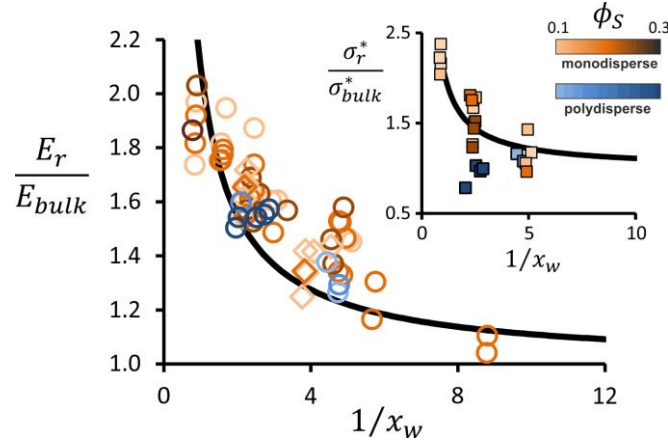 2.2
2.0
1.8
1.6
1.4
1.2
1.0
E_r
E_bulk
0
4
8
12
1/x_w
2.5
1.5
0.5
σ_r^*
σ_bulk^*
0
5
10
1/x_w
ϕ_S
0.1
0.3
monodisperse
polydisperse